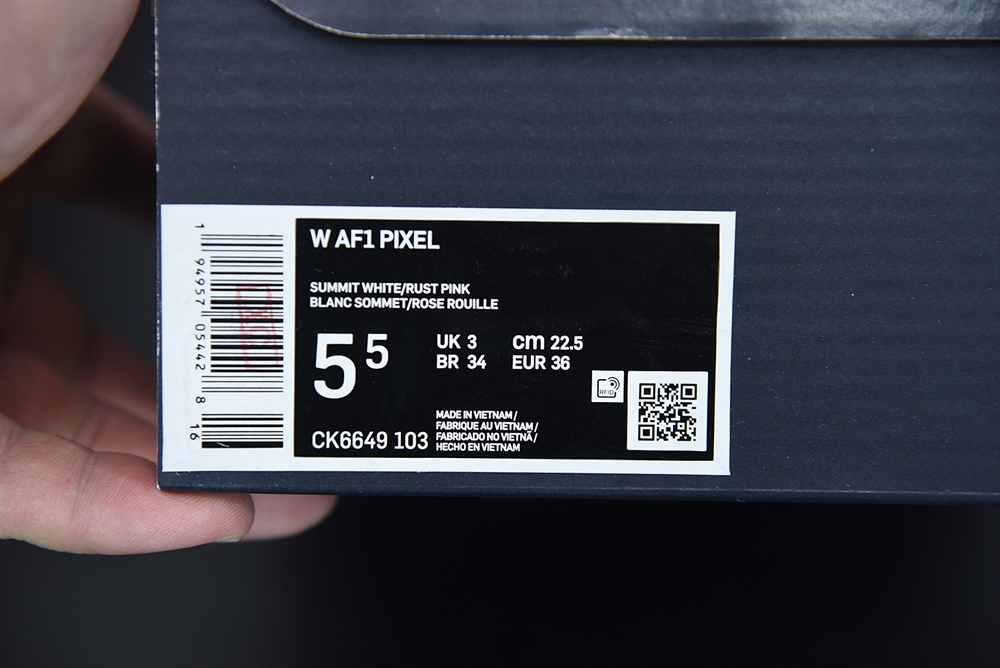 W AF1 PIXEL
SUMMIT WHITE/RUST PINK
BLANC SOMMET/ROSE ROUILLE
5 5
UK 3 cm 22.5
BR 34 EUR 36
RFID
CK6649 103
MADE IN VIETNAM/
FABRIQUE AU VIETNAM/
FABRICADO NO VIETNÃ/
HECHO EN VIETNAM
1 94957 05442 8 16